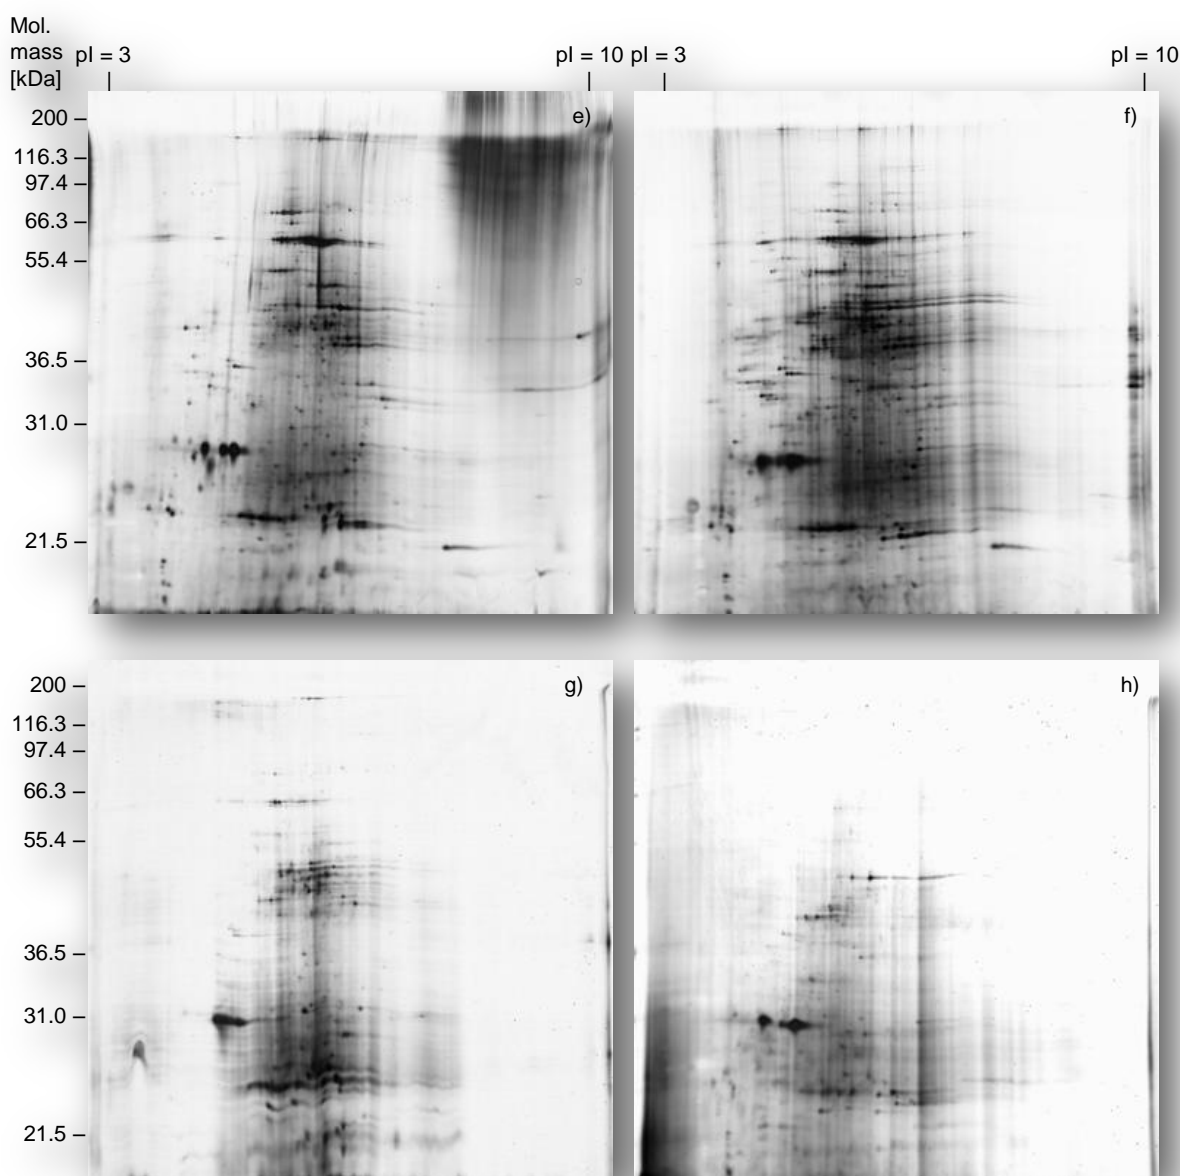 Mol.
mass
[kDa]
pI = 3
pI = 10
pI = 3
pI = 10
200 –
116.3 –
97.4 –
66.3 –
55.4 –
36.5 –
31.0 –
21.5 –
e)
f)
200 –
116.3 –
97.4 –
66.3 –
55.4 –
36.5 –
31.0 –
21.5 –
g)
h)